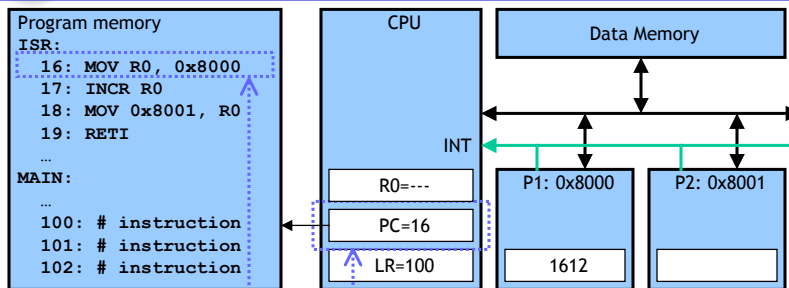 Program memory
ISR:
16: MOV R0, 0x8000
17: INCR R0
18: MOV 0x8001, R0
19: RETI
…
MAIN:
…
100: # instruction
101: # instruction
102: # instruction
CPU
INT
R0=---
PC=16
LR=100
Data Memory
P1: 0x8000
1612
P2: 0x8001